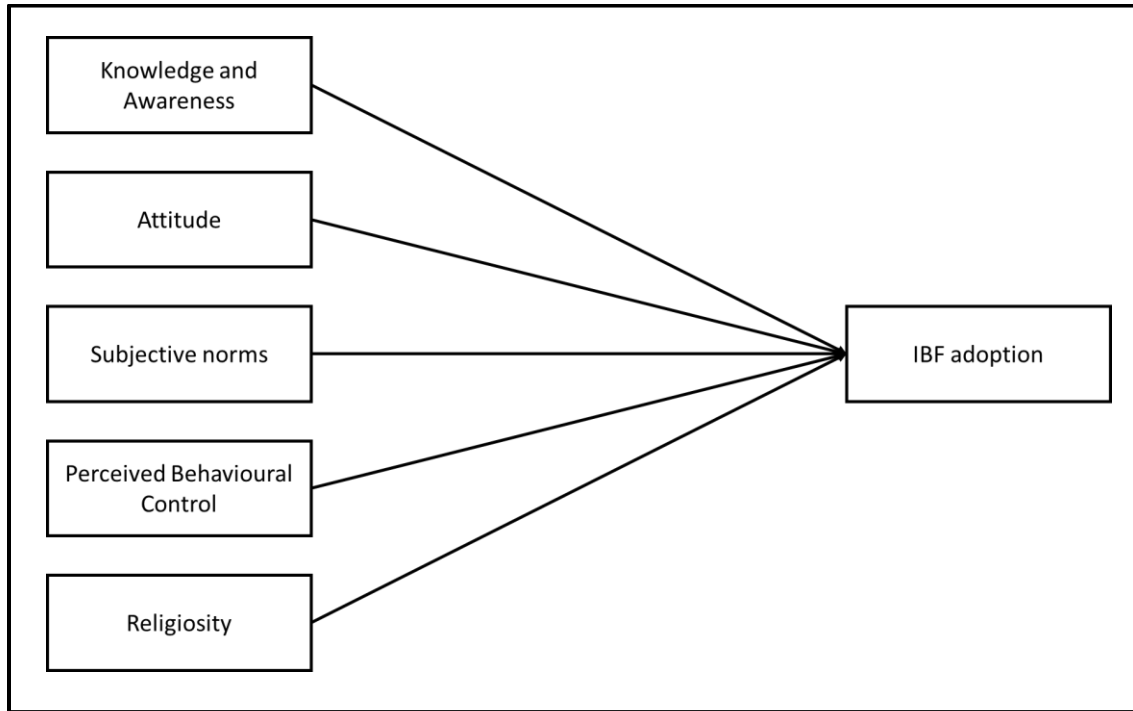 Knowledge and
Awareness
Attitude
Subjective norms
IBF adoption
Perceived Behavioural
Control
Religiosity